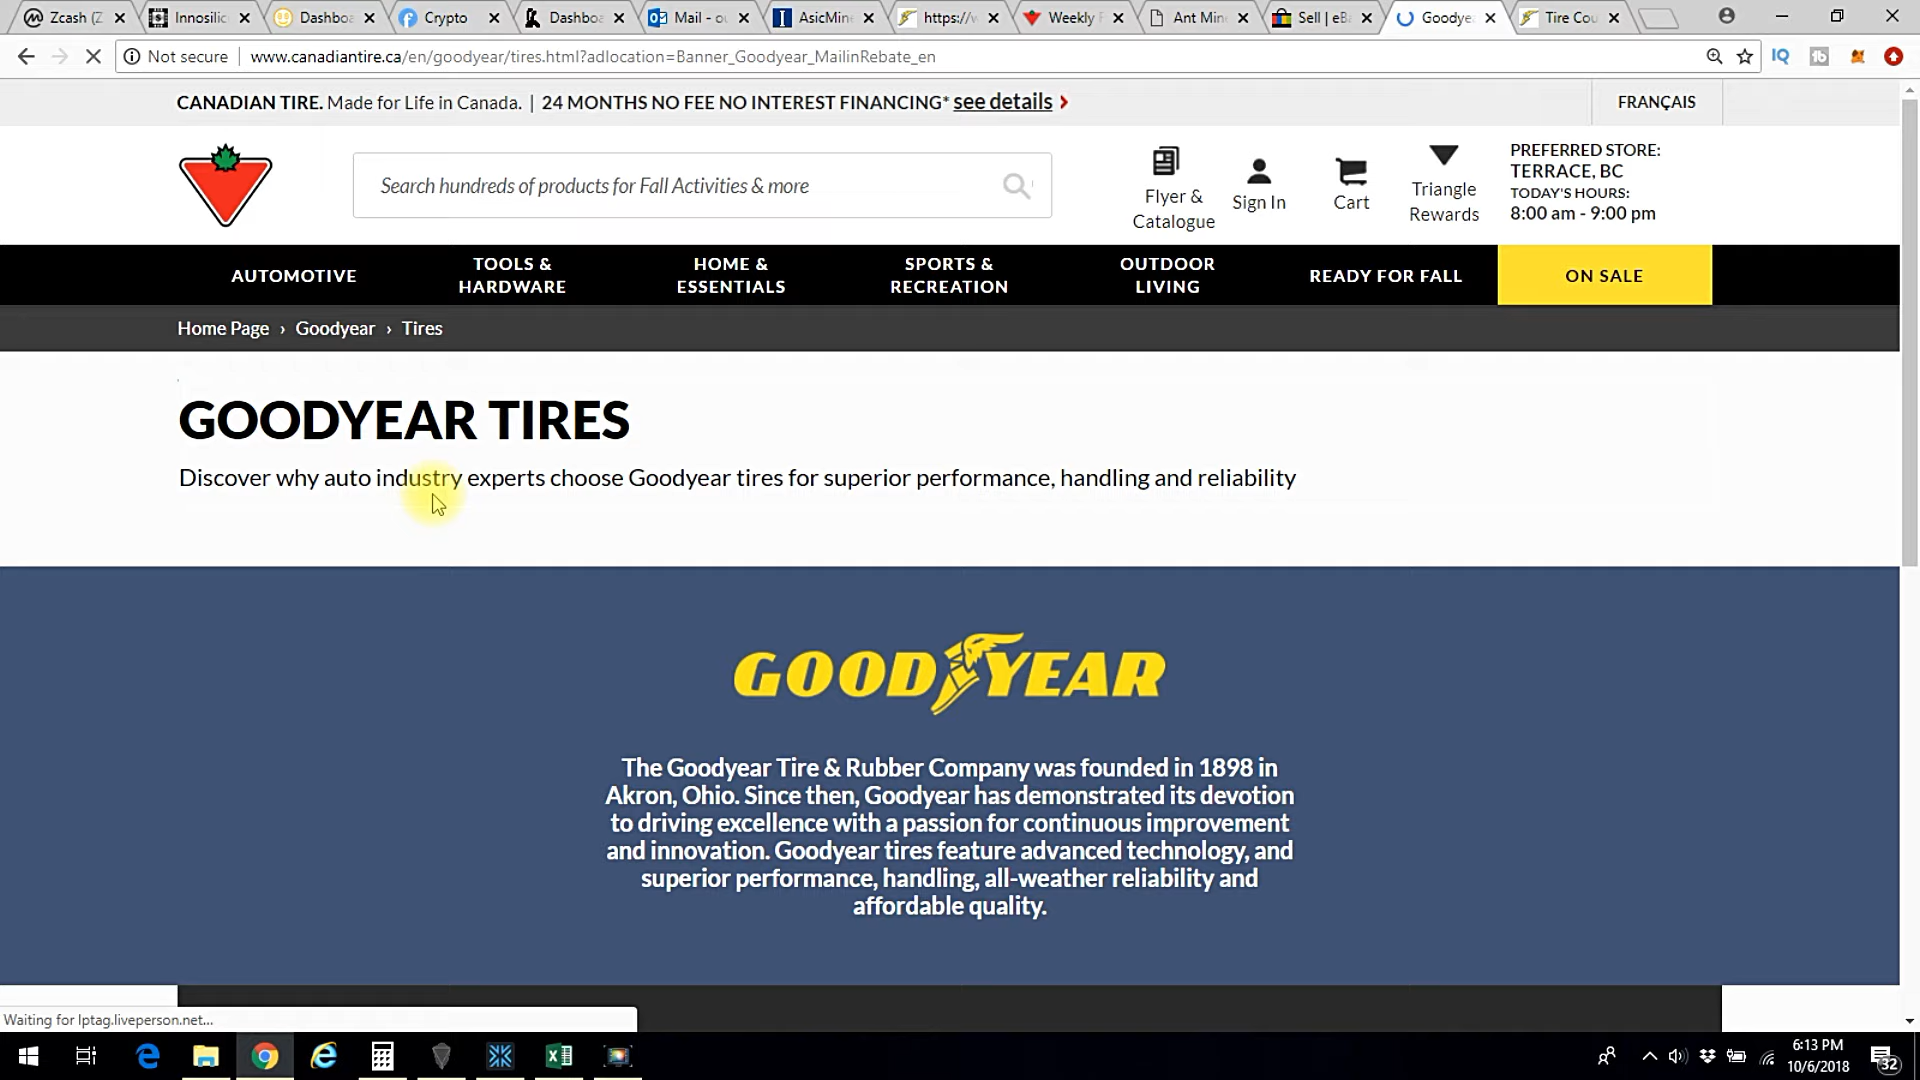 Zcash (Z
Innosilic
Dashboa
Crypto
Dashboa
Mail - ou
AsicMine
https://w
Weekly F
Ant Mine
Sell | eBa
Goodyea
Tire Cou
Not secure
www.canadiantire.ca/en/goodyear/tires.html?adlocation=Banner_Goodyear_MailinRebate_en
IQ
CANADIAN TIRE. Made for Life in Canada. | 24 MONTHS NO FEE NO INTEREST FINANCING* see details
FRANÇAIS
Search hundreds of products for Fall Activities & more
Flyer &
Catalogue
Sign In
Cart
Triangle
Rewards
PREFERRED STORE:
TERRACE, BC
TODAY'S HOURS:
8:00 am - 9:00 pm
AUTOMOTIVE
TOOLS &
HARDWARE
HOME &
ESSENTIALS
SPORTS &
RECREATION
OUTDOOR
LIVING
READY FOR FALL
ON SALE
Home Page › Goodyear › Tires
GOODYEAR TIRES
Discover why auto industry experts choose Goodyear tires for superior performance, handling and reliability
GOODYEAR
The Goodyear Tire & Rubber Company was founded in 1898 in
Akron, Ohio. Since then, Goodyear has demonstrated its devotion
to driving excellence with a passion for continuous improvement
and innovation. Goodyear tires feature advanced technology, and
superior performance, handling, all-weather reliability and
affordable quality.
Waiting for lptag.liveperson.net...
6:13 PM
10/6/2018
32